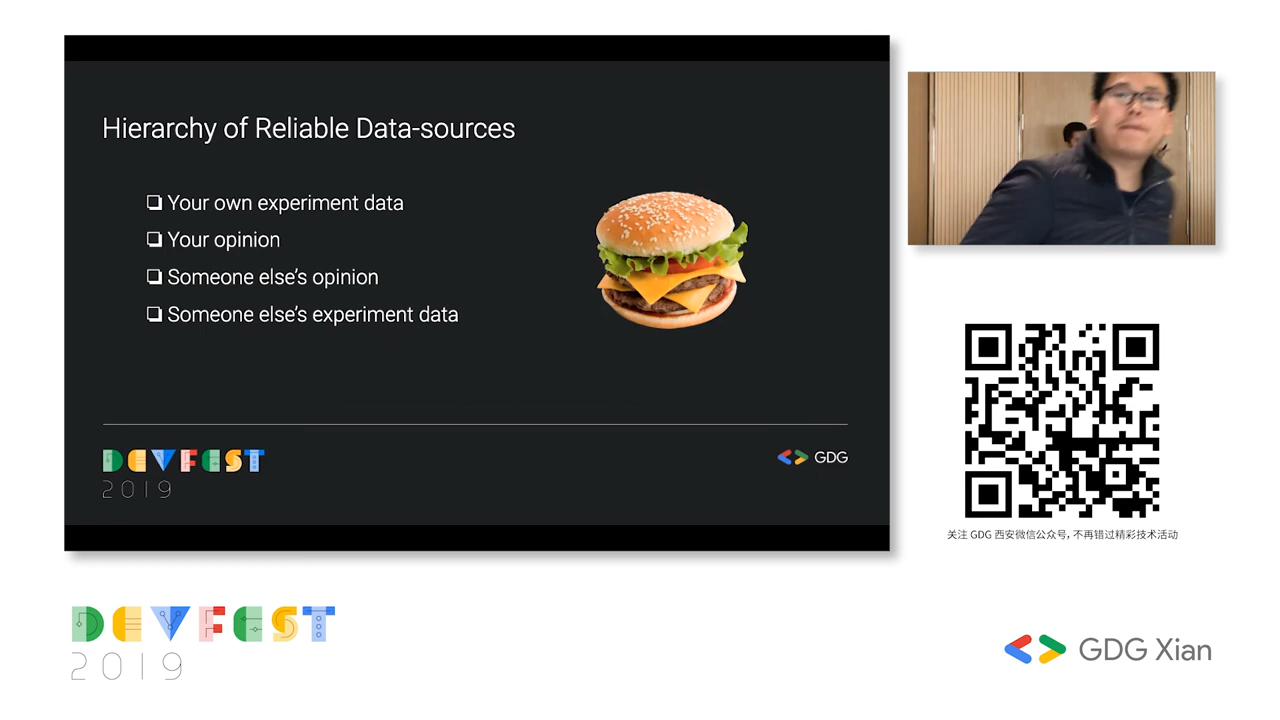 Hierarchy of Reliable Data-sources
❏ Your own experiment data
❏ Your opinion
❏ Someone else's opinion
❏ Someone else's experiment data
DEVFEST
2019
GDG
关注 GDG 西安微信公众号, 不再错过精彩技术活动
DEVFEST
2019
GDG Xian